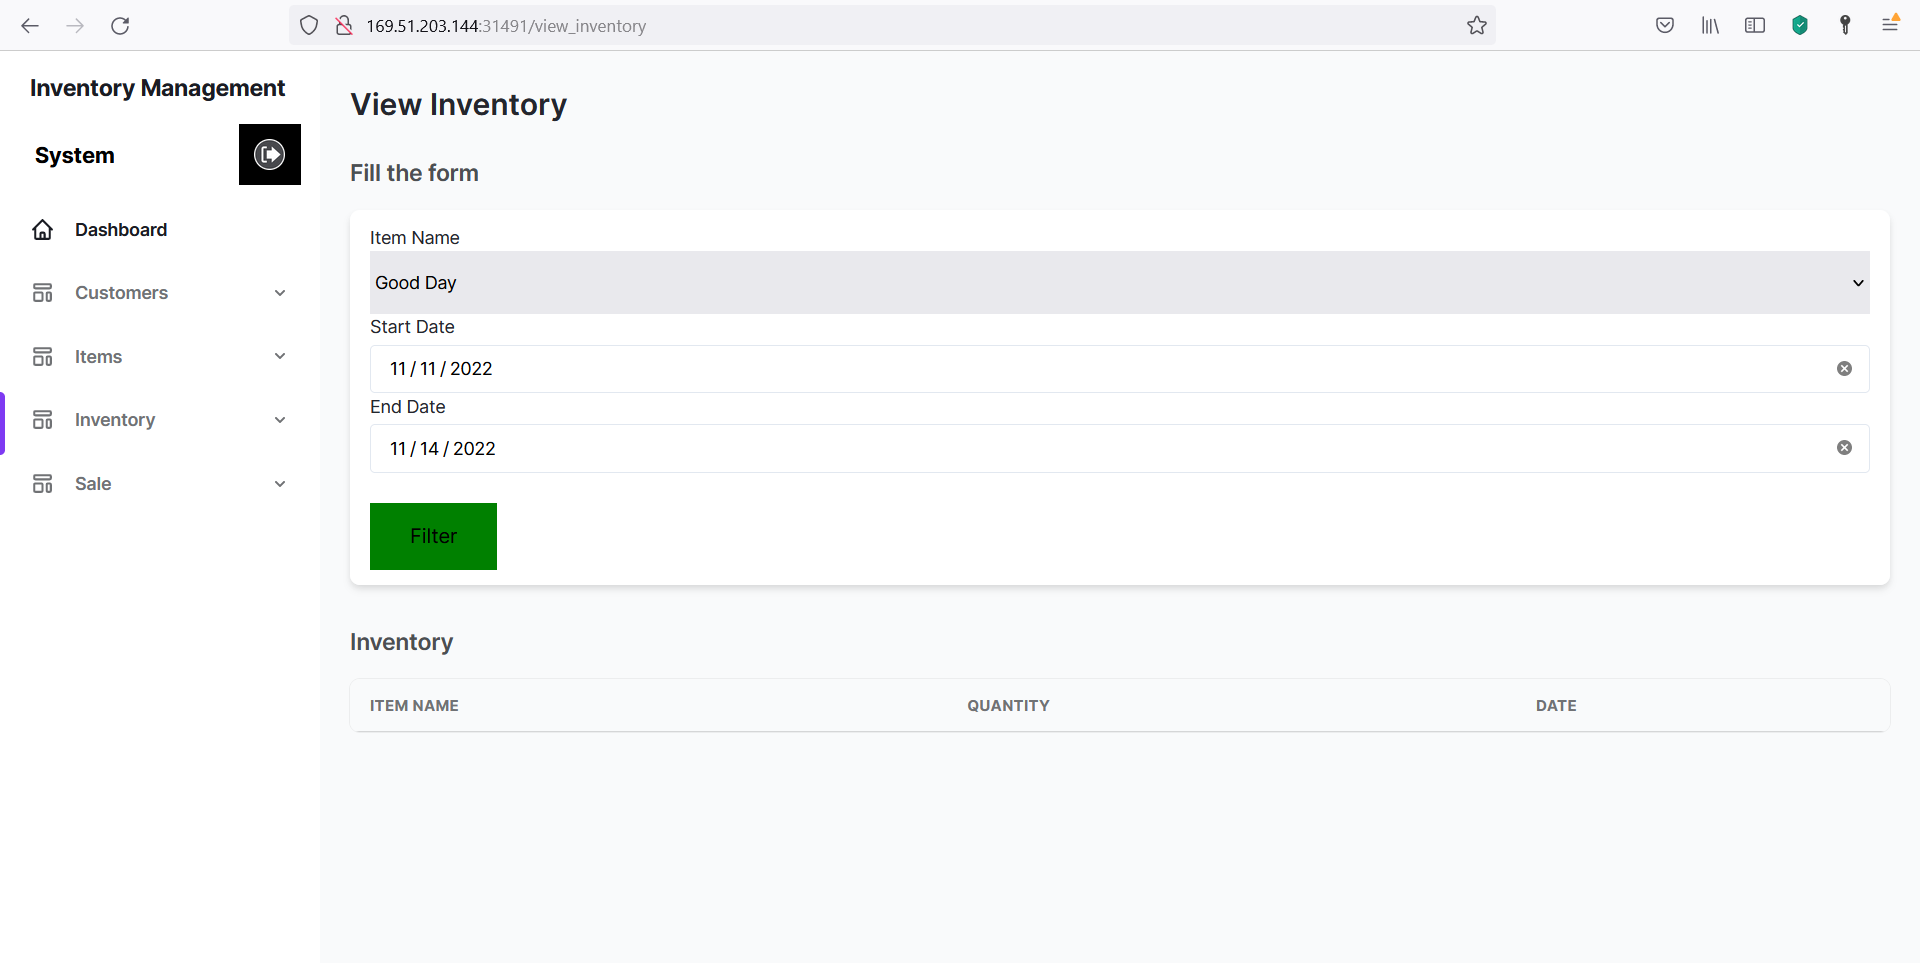 169.51.203.144:31491/view_inventory
Inventory Management
System
Dashboard
Customers
Items
Inventory
Sale
View Inventory
Fill the form
Item Name
Good Day
Start Date
11 / 11 / 2022
End Date
11 / 14 / 2022
Filter
Inventory
ITEM NAME QUANTITY DATE